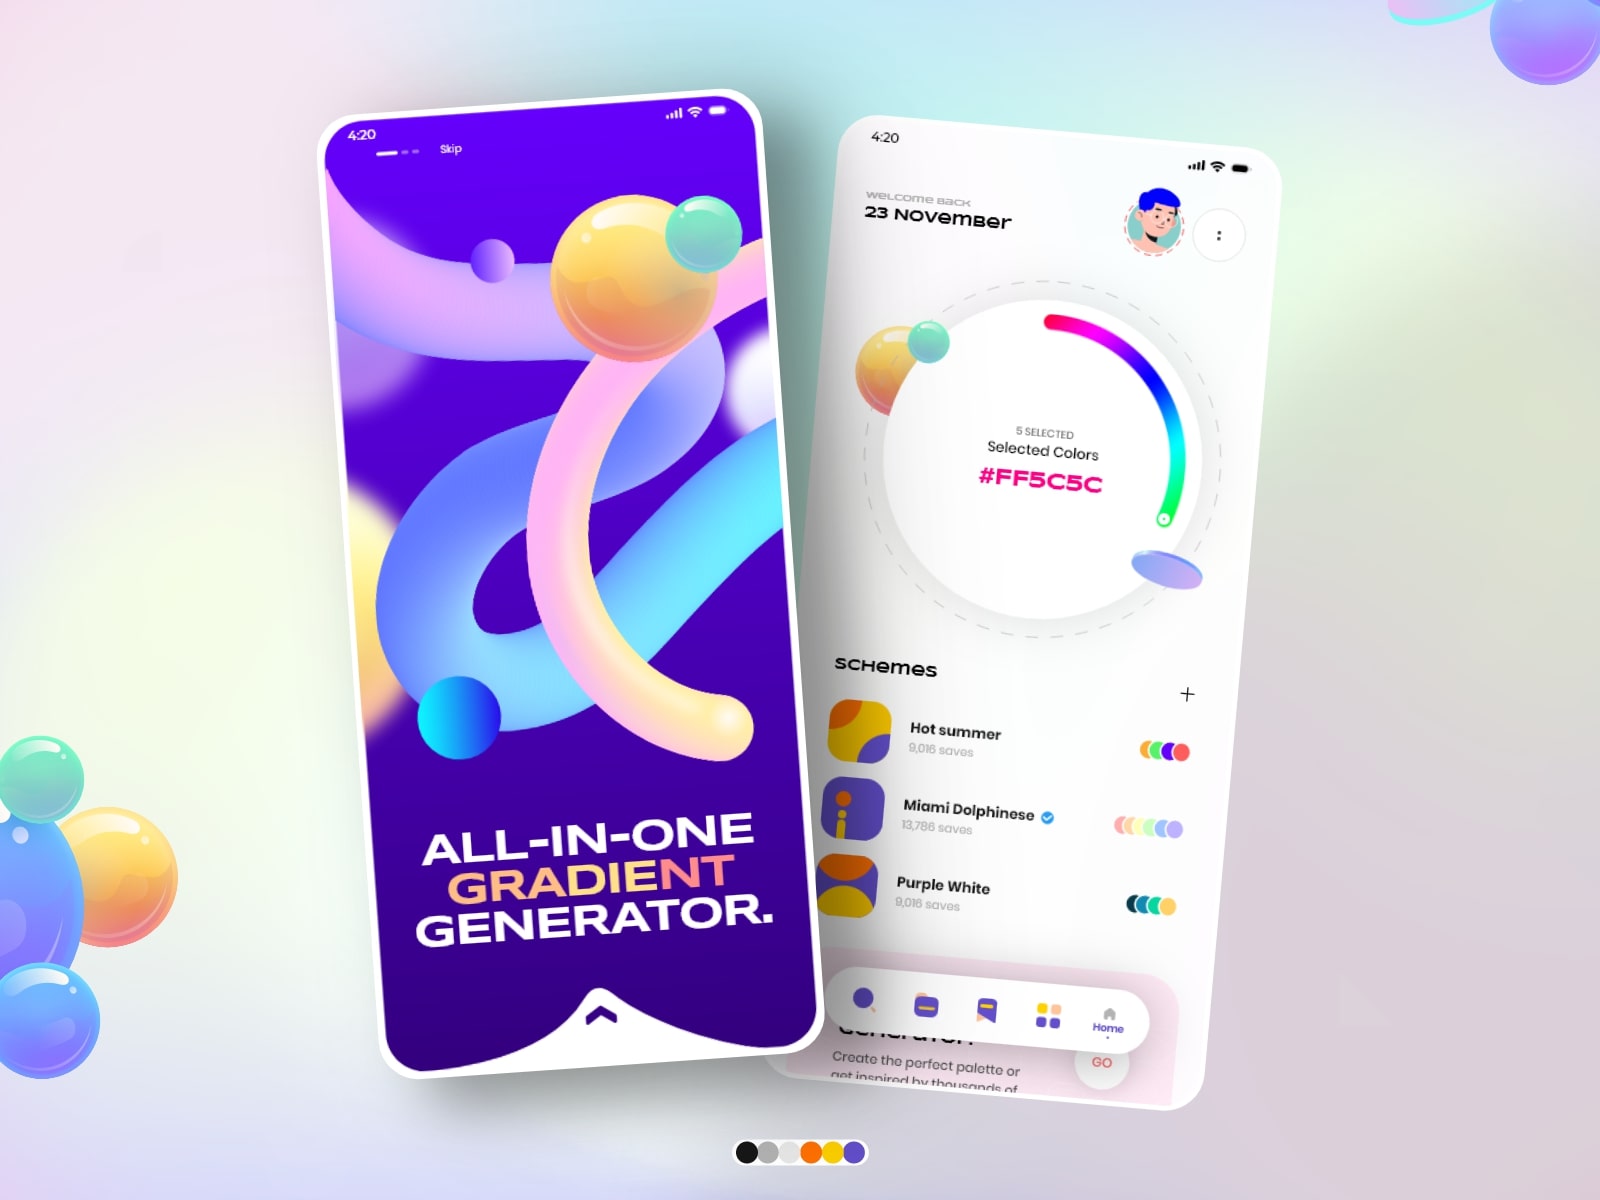 4:20
Skip
ALL-IN-ONE
GRADIENT
GENERATOR.
4:20
WELCOME BACK
23 NOVEMBER
5 SELECTED
Selected Colors
#FF5C5C
SCHEMES
Hot summer
9,016 saves
Miami Dolphinese
13,786 saves
Purple White
9,016 saves
Home
Generator.
GO
Create the perfect palette or
get inspired by thousands of